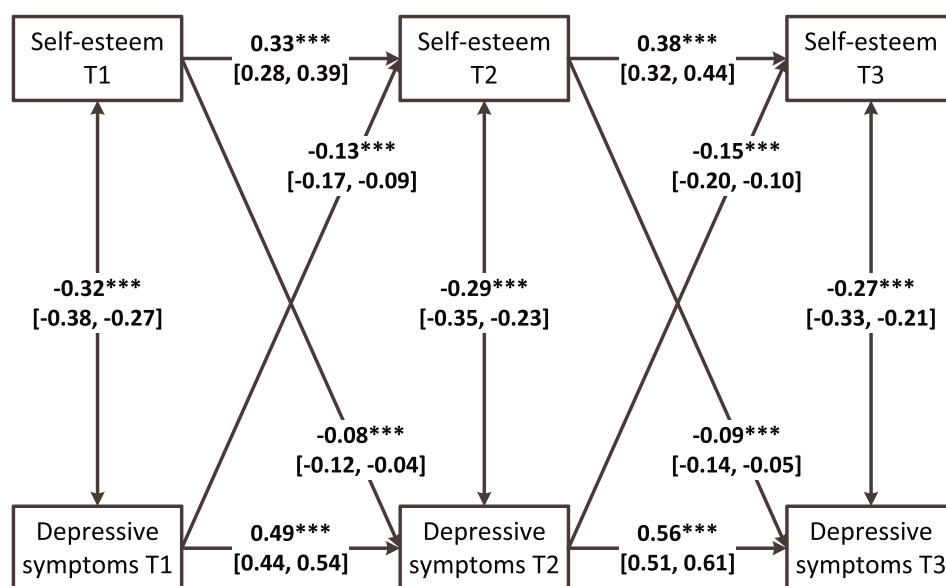 Self-esteem
T1
0.33***
[0.28, 0.39]
Self-esteem
T2
0.38***
[0.32, 0.44]
Self-esteem
T3
-0.13***
[-0.17, -0.09]
-0.15***
[-0.20, -0.10]
-0.32***
[-0.38, -0.27]
-0.29***
[-0.35, -0.23]
-0.27***
[-0.33, -0.21]
-0.08***
[-0.12, -0.04]
-0.09***
[-0.14, -0.05]
Depressive
symptoms T1
0.49***
[0.44, 0.54]
Depressive
symptoms T2
0.56***
[0.51, 0.61]
Depressive
symptoms T3